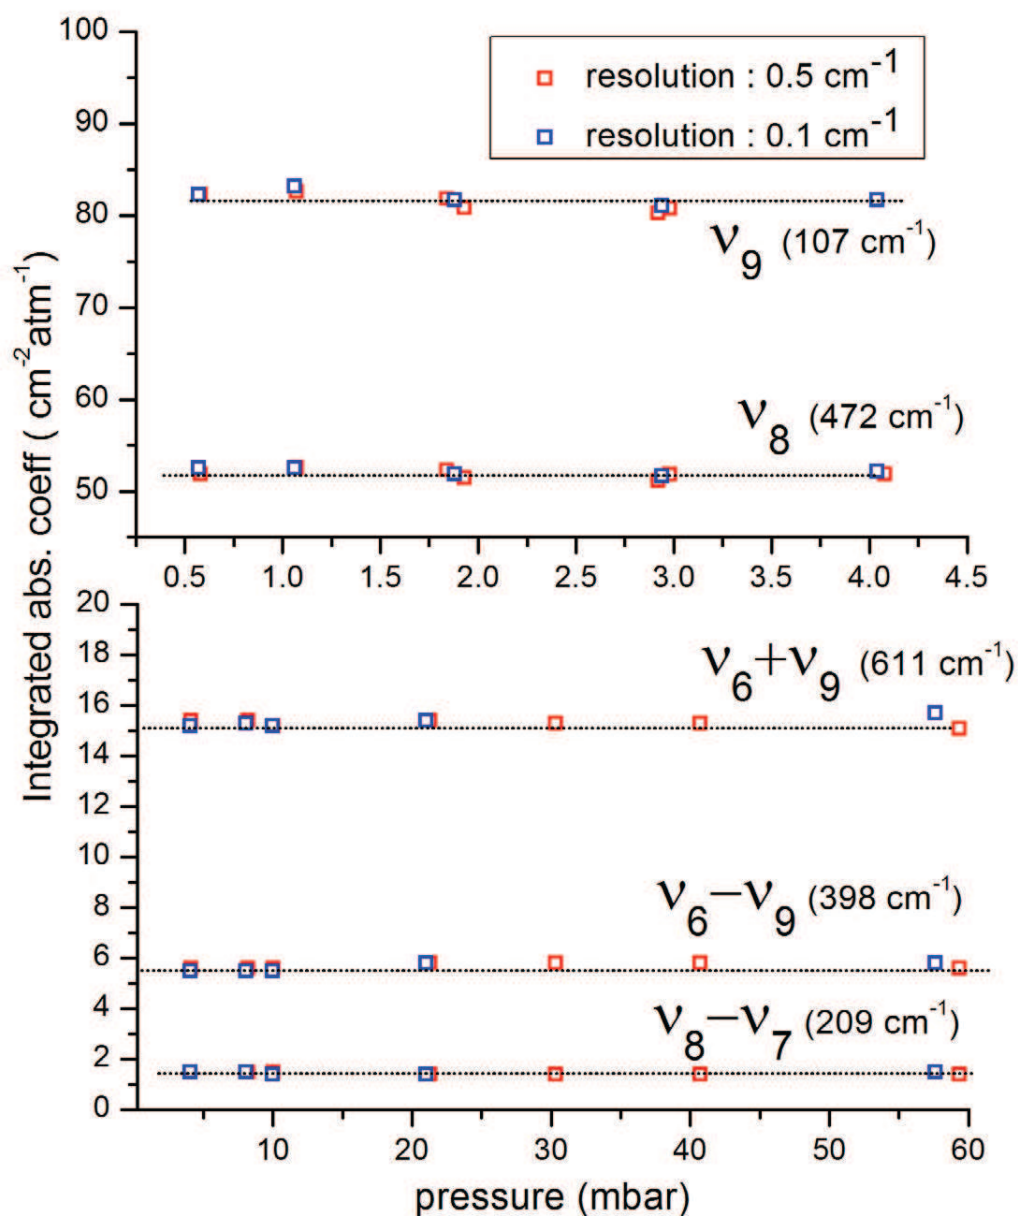 Integrated abs. coeff ( cm⁻²atm⁻¹)
100
90
80
70
60
50
resolution : 0.5 cm⁻¹
resolution : 0.1 cm⁻¹
ν₉ (107 cm⁻¹)
ν₈ (472 cm⁻¹)
0.5 1.0 1.5 2.0 2.5 3.0 3.5 4.0 4.5
20
18
16
14
12
10
8
6
4
2
0
ν₆+ν₉ (611 cm⁻¹)
ν₆−ν₉ (398 cm⁻¹)
ν₈−ν₇ (209 cm⁻¹)
10 20 30 40 50 60
pressure (mbar)